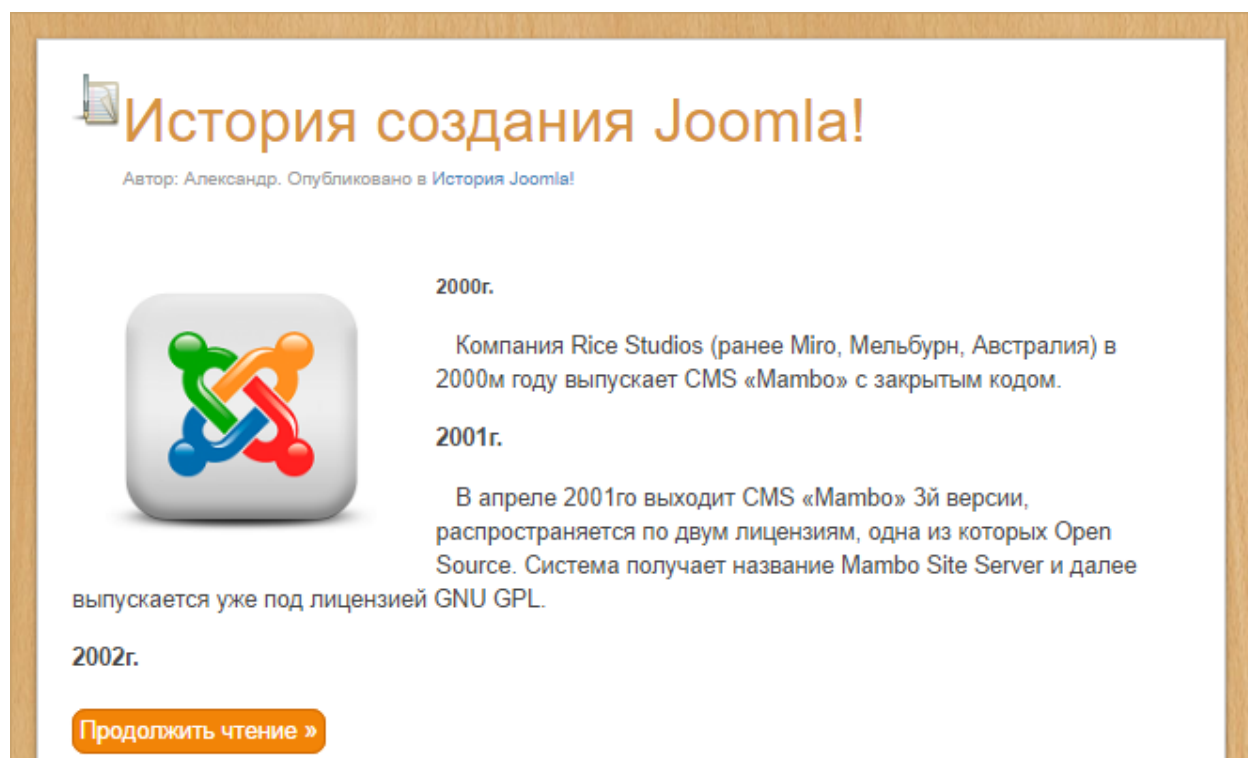 История создания Joomla!
Автор: Александр. Опубликовано в История Joomla!
2000г.
Компания Rice Studios (ранее Miro, Мельбурн, Австралия) в
2000м году выпускает CMS «Mambo» с закрытым кодом.
2001г.
В апреле 2001го выходит CMS «Mambo» 3й версии,
распространяется по двум лицензиям, одна из которых Open
Source. Система получает название Mambo Site Server и далее
выпускается уже под лицензией GNU GPL.
2002г.
Продолжить чтение »